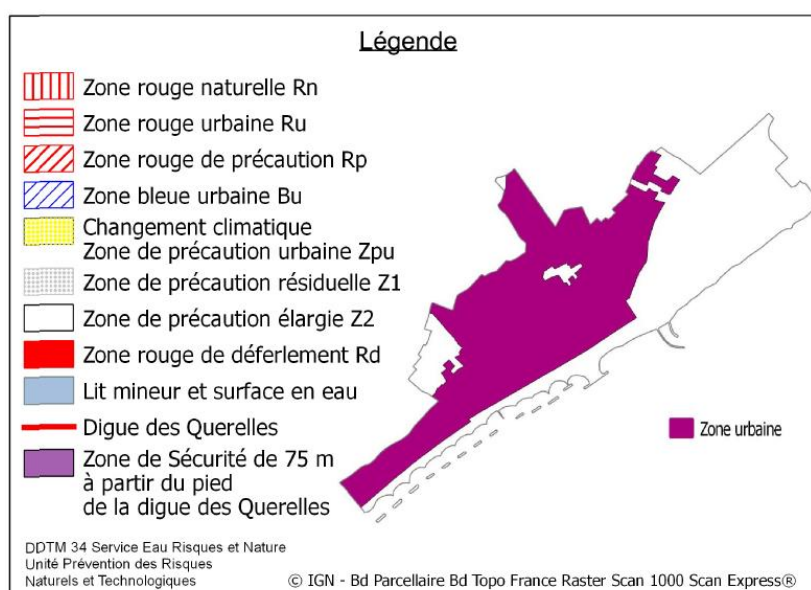 Légende
Zone rouge naturelle Rn
Zone rouge urbaine Ru
Zone rouge de précaution Rp
Zone bleue urbaine Bu
Changement climatique
Zone de précaution urbaine Zpu
Zone de précaution résiduelle Z1
Zone de précaution élargie Z2
Zone rouge de déferlement Rd
Lit mineur et surface en eau
Digue des Querelles
Zone de Sécurité de 75 m
à partir du pied
de la digue des Querelles
Zone urbaine
DDTM 34 Service Eau Risques et Nature
Unité Prévention des Risques
Naturels et Technologiques
© IGN - Bd Parcellaire Bd Topo France Raster Scan 1000 Scan Express®